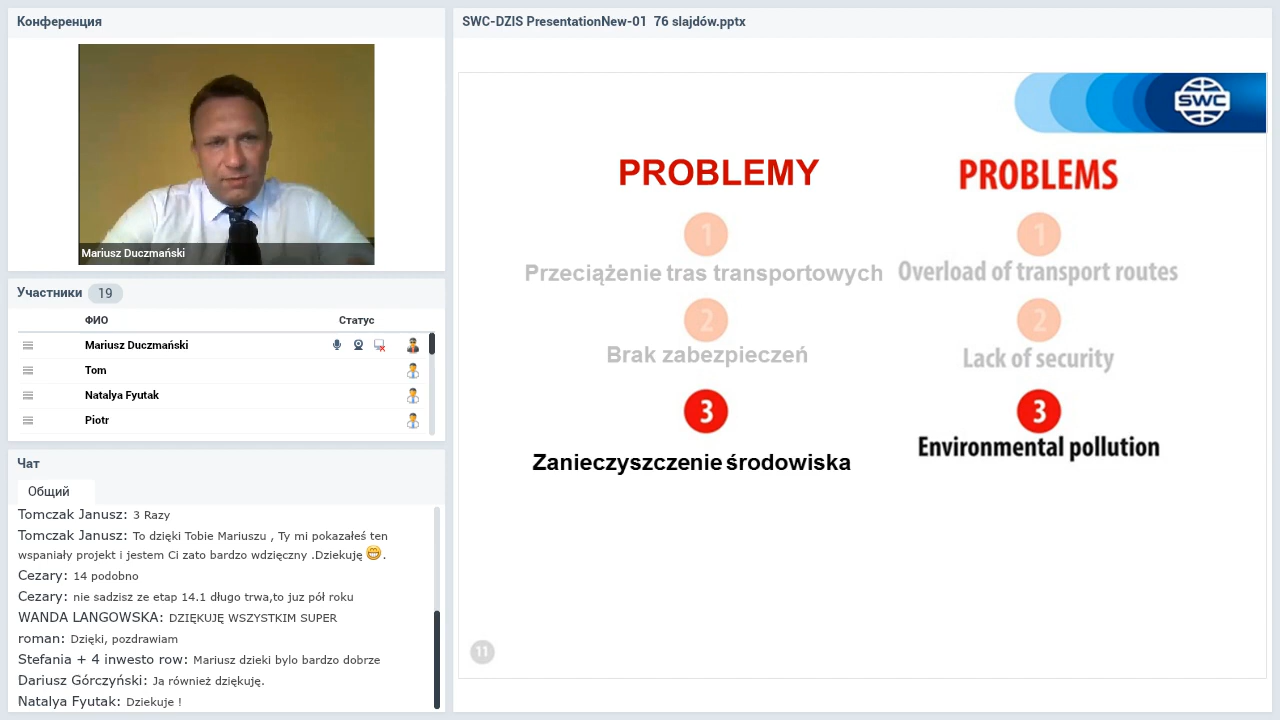 Конференция
Mariusz Duczmański
Участники 19
ФИО Статус
Mariusz Duczmański
Tom
Natalya Fyutak
Piotr
Чат
Общий
Tomczak Janusz: 3 Razy
Tomczak Janusz: To dzięki Tobie Mariuszu , Ty mi pokazałeś ten
wspaniały projekt i jestem Ci zato bardzo wdzięczny .Dziekuję 😁.
Cezary: 14 podobno
Cezary: nie sadzisz ze etap 14.1 długo trwa,to juz pół roku
WANDA LANGOWSKA: DZIĘKUJĘ WSZYSTKIM SUPER
roman: Dzięki, pozdrawiam
Stefania + 4 inwesto row: Mariusz dzieki bylo bardzo dobrze
Dariusz Górczyński: Ja również dziękuję.
Natalya Fyutak: Dziekuje !
SWC-DZIS PresentationNew-01 76 slajdów.pptx
SWC
PROBLEMY
1
Przeciążenie tras transportowych
2
Brak zabezpieczeń
3
Zanieczyszczenie środowiska
PROBLEMS
1
Overload of transport routes
2
Lack of security
3
Environmental pollution
11